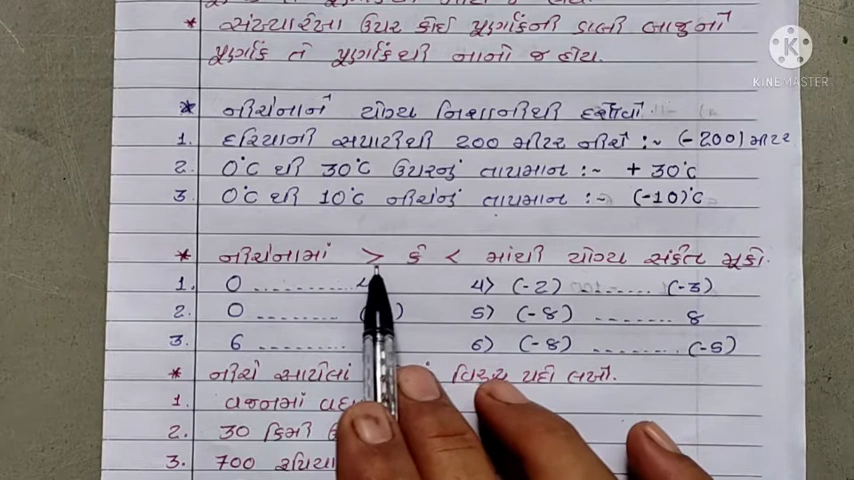 * સંખ્યારેખા ઉપર કોઈ પૂર્ણાંકની ડાબી બાજુનો
પૂર્ણાંક તે પૂર્ણાંકથી નાનો જ હોય.
KINEMASTER
* નીચેનાને યોગ્ય નિશાનીથી દર્શાવો
1. દરિયાની સપાટીથી 200 મીટર નીચે :~ (-200) મીટર
2. 0°C થી 30°C ઉપરનું તાપમાન :~ + 30°C
3. 0°C થી 10°C નીચેનું તાપમાન :~ (-10)°C
* નીચેનામાં > કે < માંથી યોગ્ય સંકેત મૂકો.
1. 0 ........... 4> (-2) ........ (-3)
2. 0 ......... ) 5> (-8) ......... 8
3. 6 ......... 6> (-8) ......... (-5)
* નીચે આપેલાં વિરુદ્ધ શબ્દો લખો.
1. વજનમાં
2. 30 કિમી
3. 700 રૂપિયા